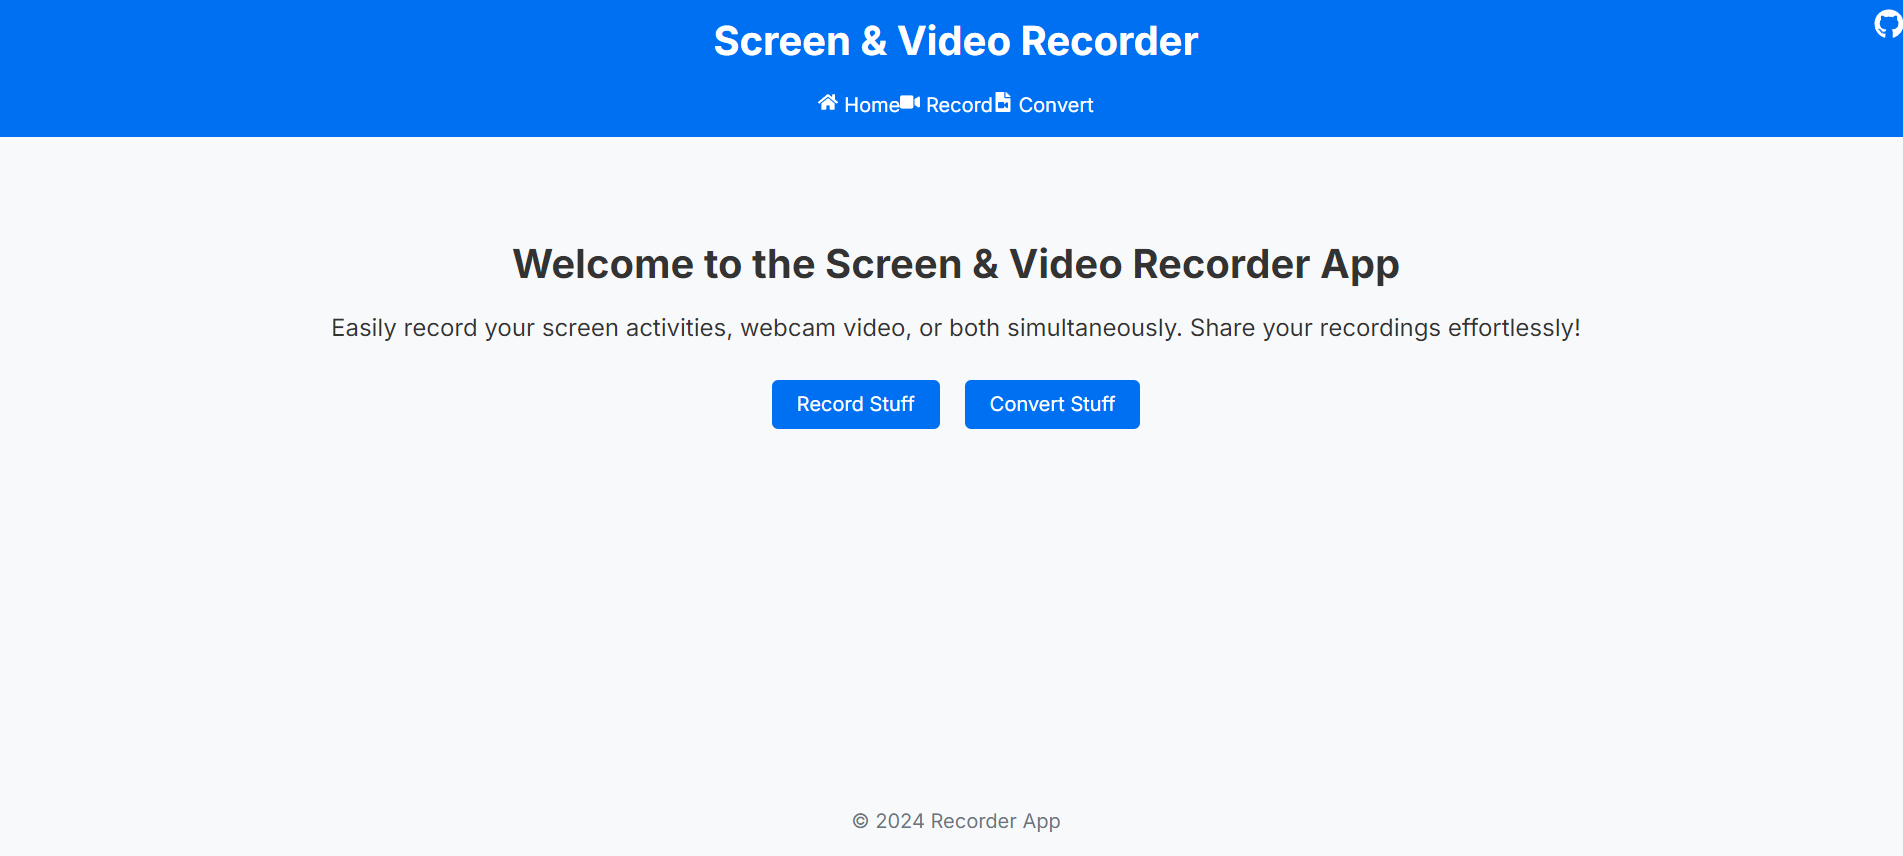 Screen & Video Recorder
Home Record Convert
Welcome to the Screen & Video Recorder App
Easily record your screen activities, webcam video, or both simultaneously. Share your recordings effortlessly!
Record Stuff Convert Stuff
© 2024 Recorder App